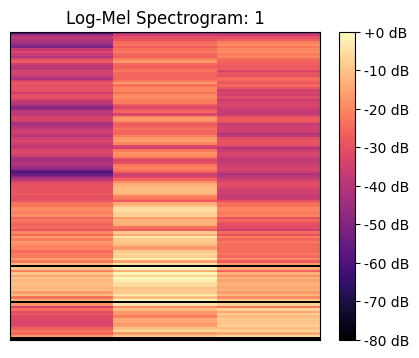 Log-Mel Spectrogram: 1
+0 dB
-10 dB
-20 dB
-30 dB
-40 dB
-50 dB
-60 dB
-70 dB
-80 dB